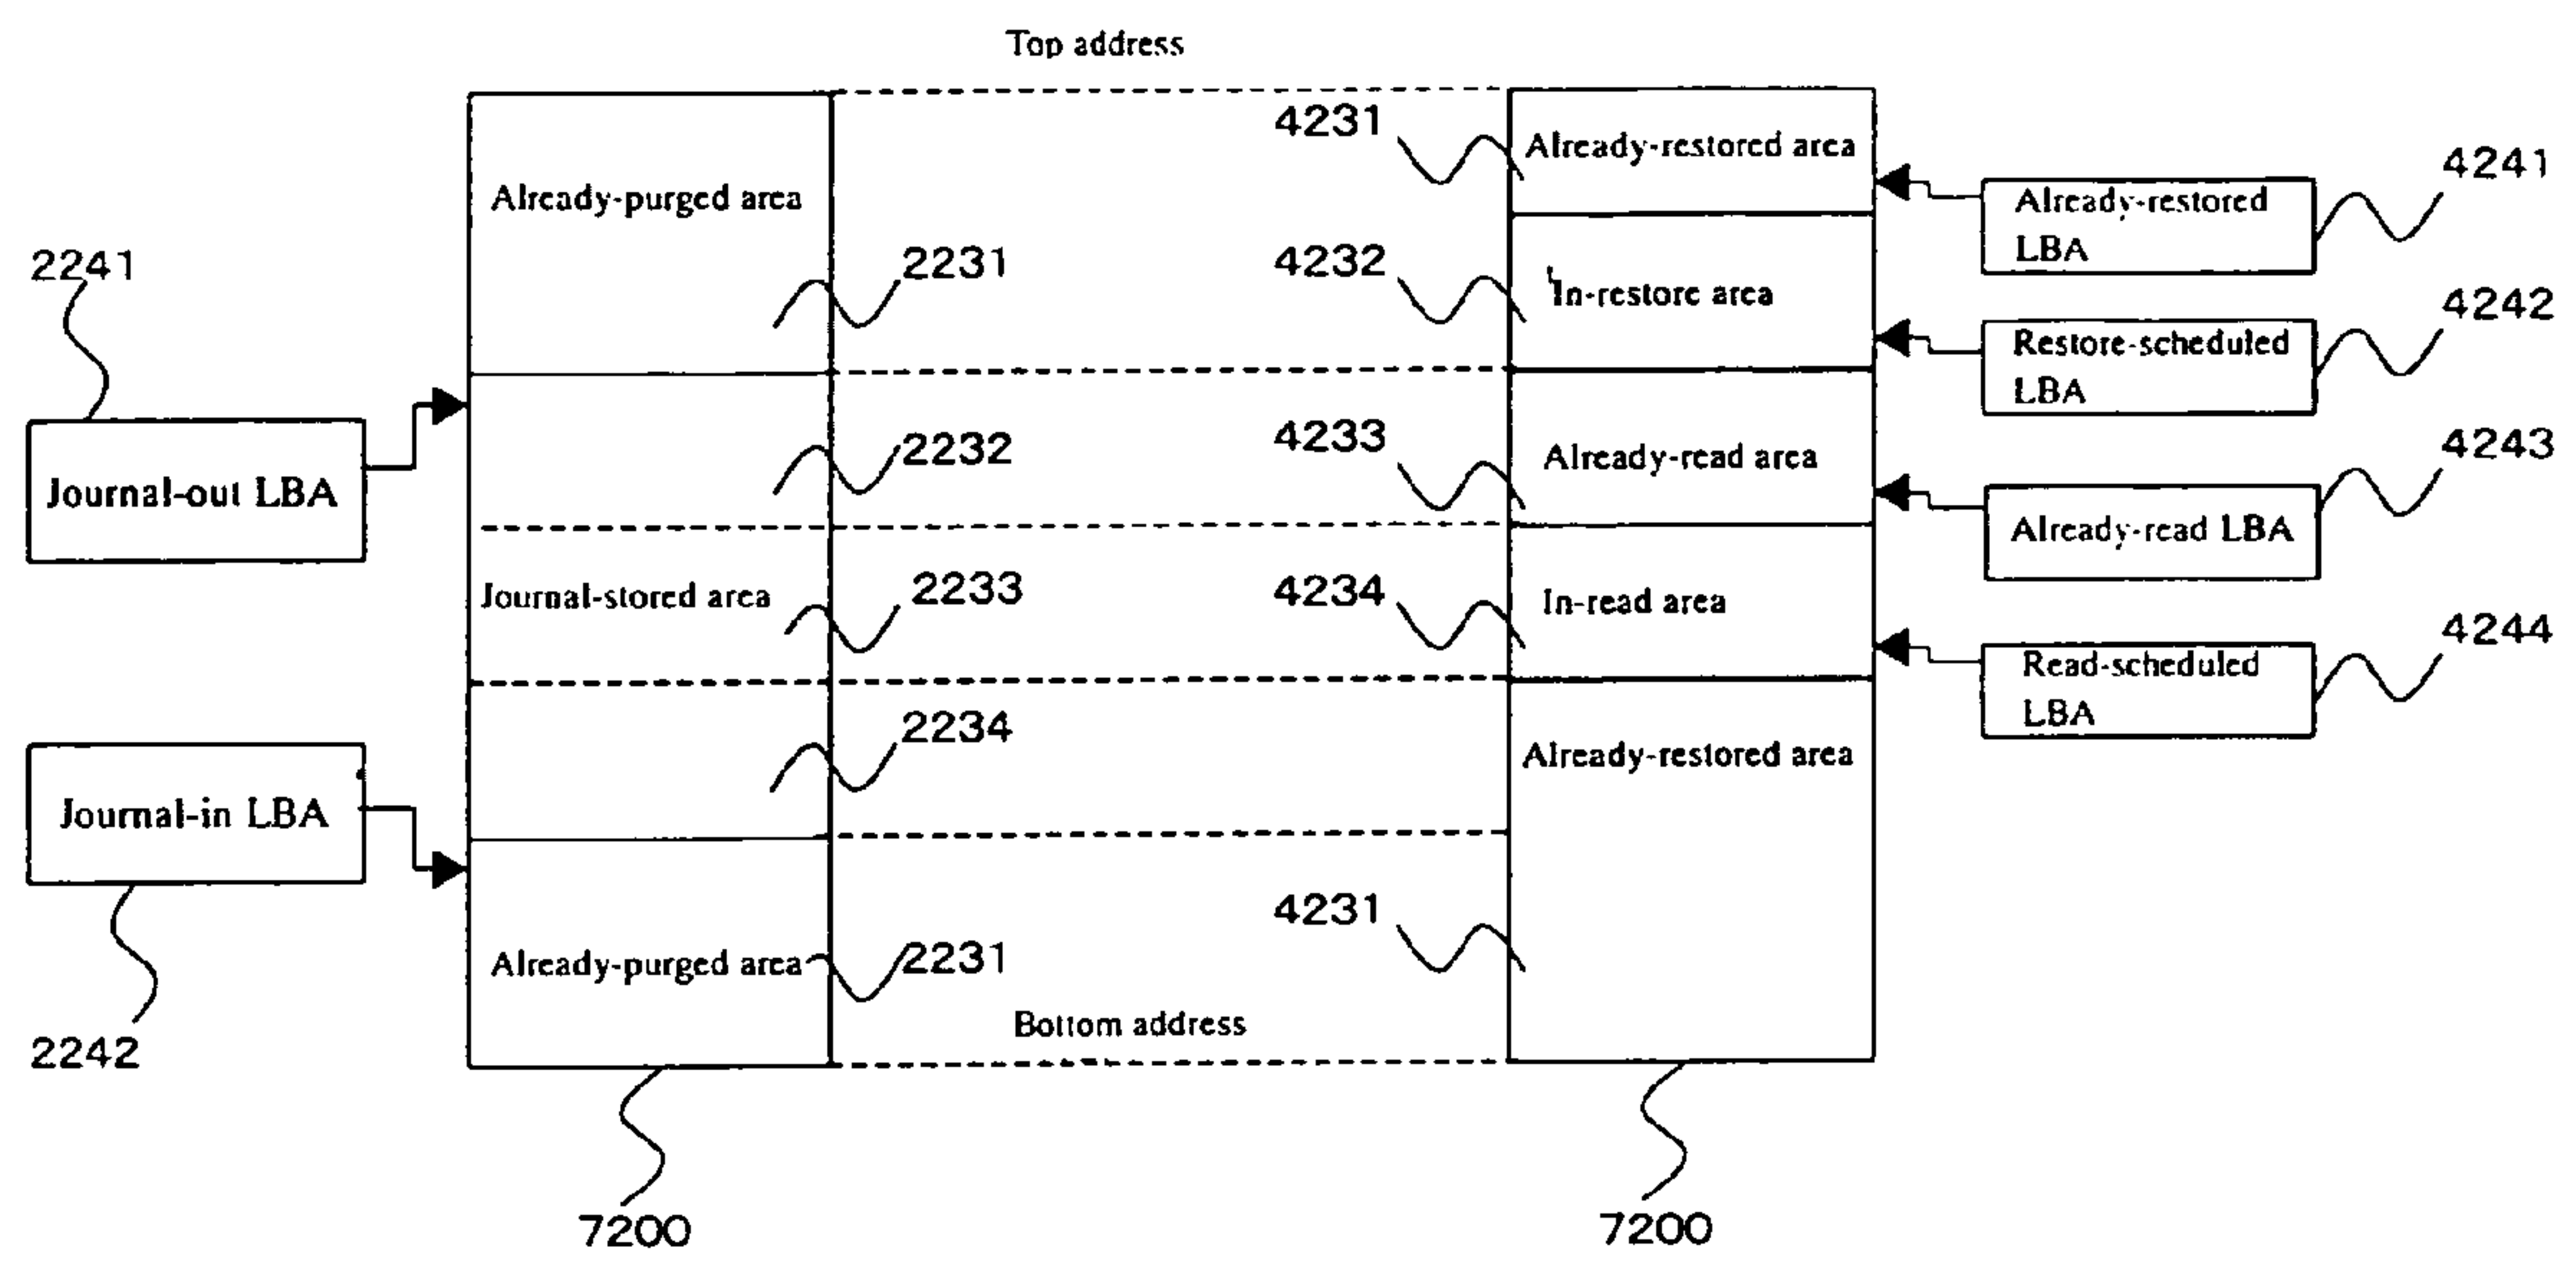 Top address
4231
Already-restored area
4241
Already-restored
LBA
Already-purged area
2241
2231
4232
In-restore area
4242
Restore-scheduled
LBA
Journal-out LBA
2232
4233
Already-read area
4243
Already-read LBA
Journal-stored area
2233
4234
In-read area
4244
Read-scheduled
LBA
2234
Already-restored area
Journal-in LBA
4231
Already-purged area
2231
Bottom address
2242
7200
7200